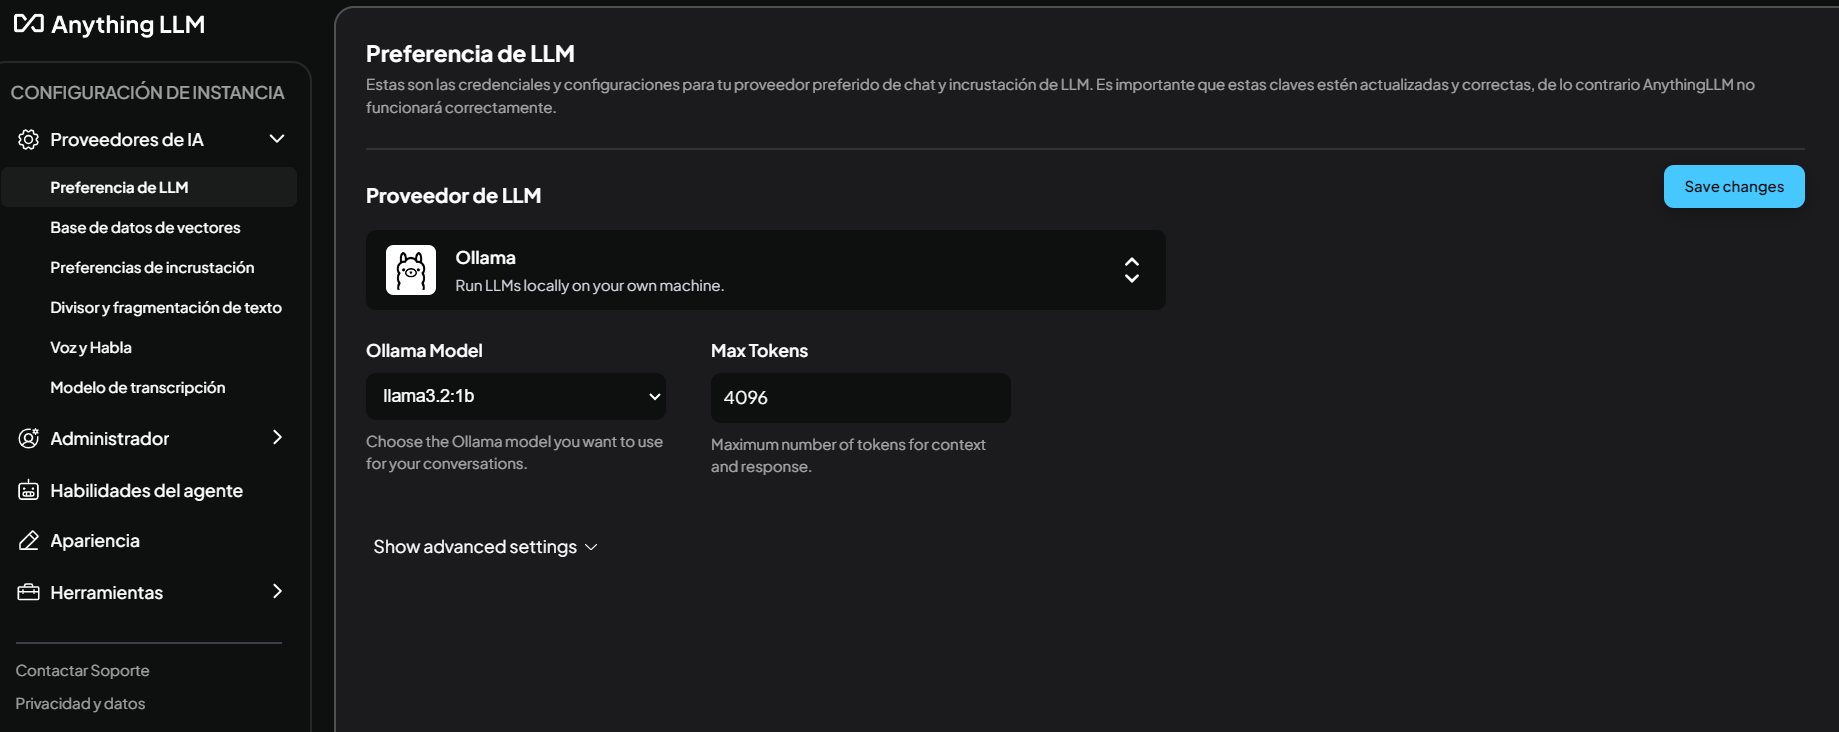 Anything LLM
CONFIGURACIÓN DE INSTANCIA
Proveedores de IA
Preferencia de LLM
Base de datos de vectores
Preferencias de incrustación
Divisor y fragmentación de texto
Voz y Habla
Modelo de transcripción
Administrador
Habilidades del agente
Apariencia
Herramientas
Contactar Soporte
Privacidad y datos
Preferencia de LLM
Estas son las credenciales y configuraciones para tu proveedor preferido de chat y incrustación de LLM. Es importante que estas claves estén actualizadas y correctas, de lo contrario AnythingLLM no
funcionará correctamente.
Save changes
Proveedor de LLM
Ollama
Run LLMs locally on your own machine.
Ollama Model
llama3.2:1b
Choose the Ollama model you want to use
for your conversations.
Max Tokens
4096
Maximum number of tokens for context
and response.
Show advanced settings